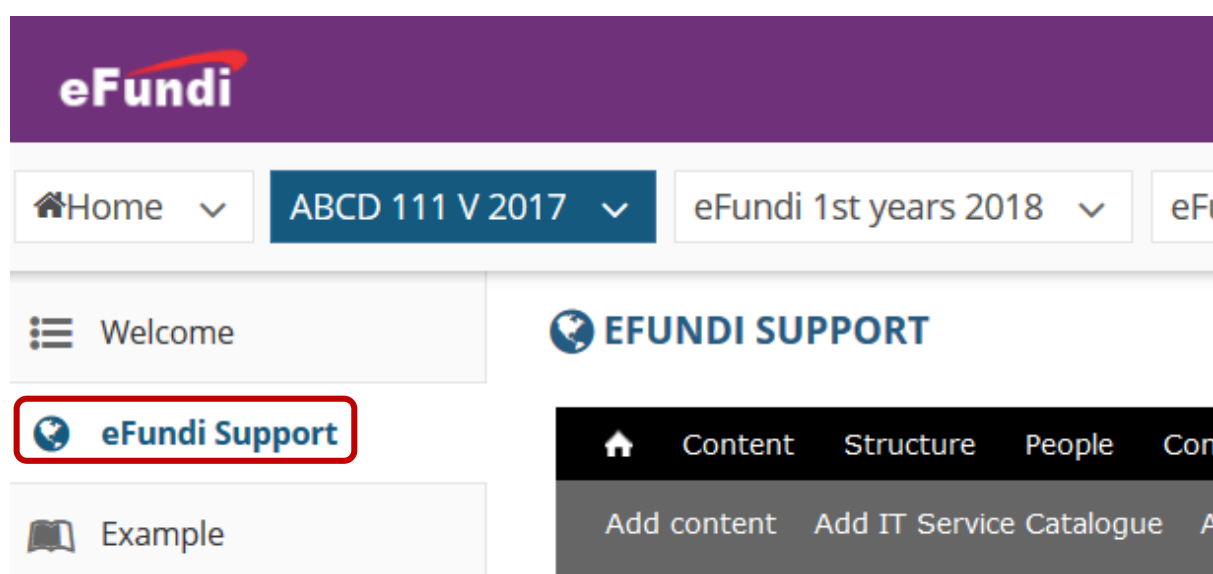 eFundi
Home ABCD 111 V 2017 eFundi 1st years 2018
Welcome
EFUNDI SUPPORT
eFundi Support
Content Structure People
Example
Add content Add IT Service Catalogue